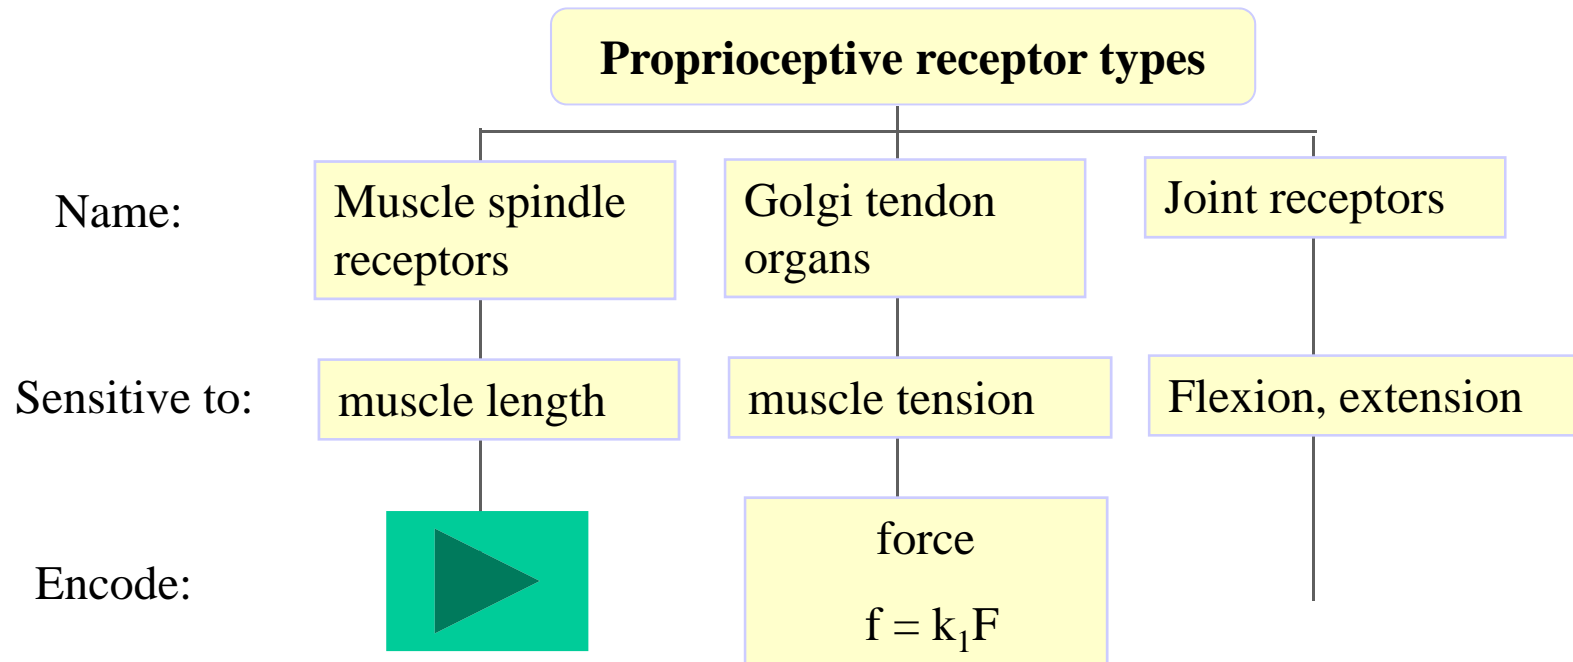 Proprioceptive receptor types
Name:
Muscle spindle
receptors
Golgi tendon
organs
Joint receptors
Sensitive to:
muscle length
muscle tension
Flexion, extension
Encode:
force
f = k₁F